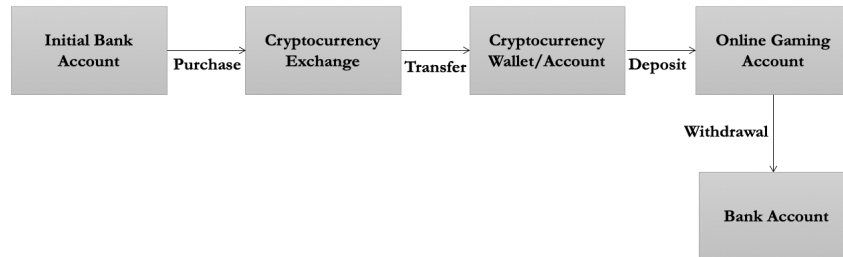 Initial Bank
Account
Purchase
Cryptocurrency
Exchange
Transfer
Cryptocurrency
Wallet/Account
Deposit
Online Gaming
Account
Withdrawal
Bank Account